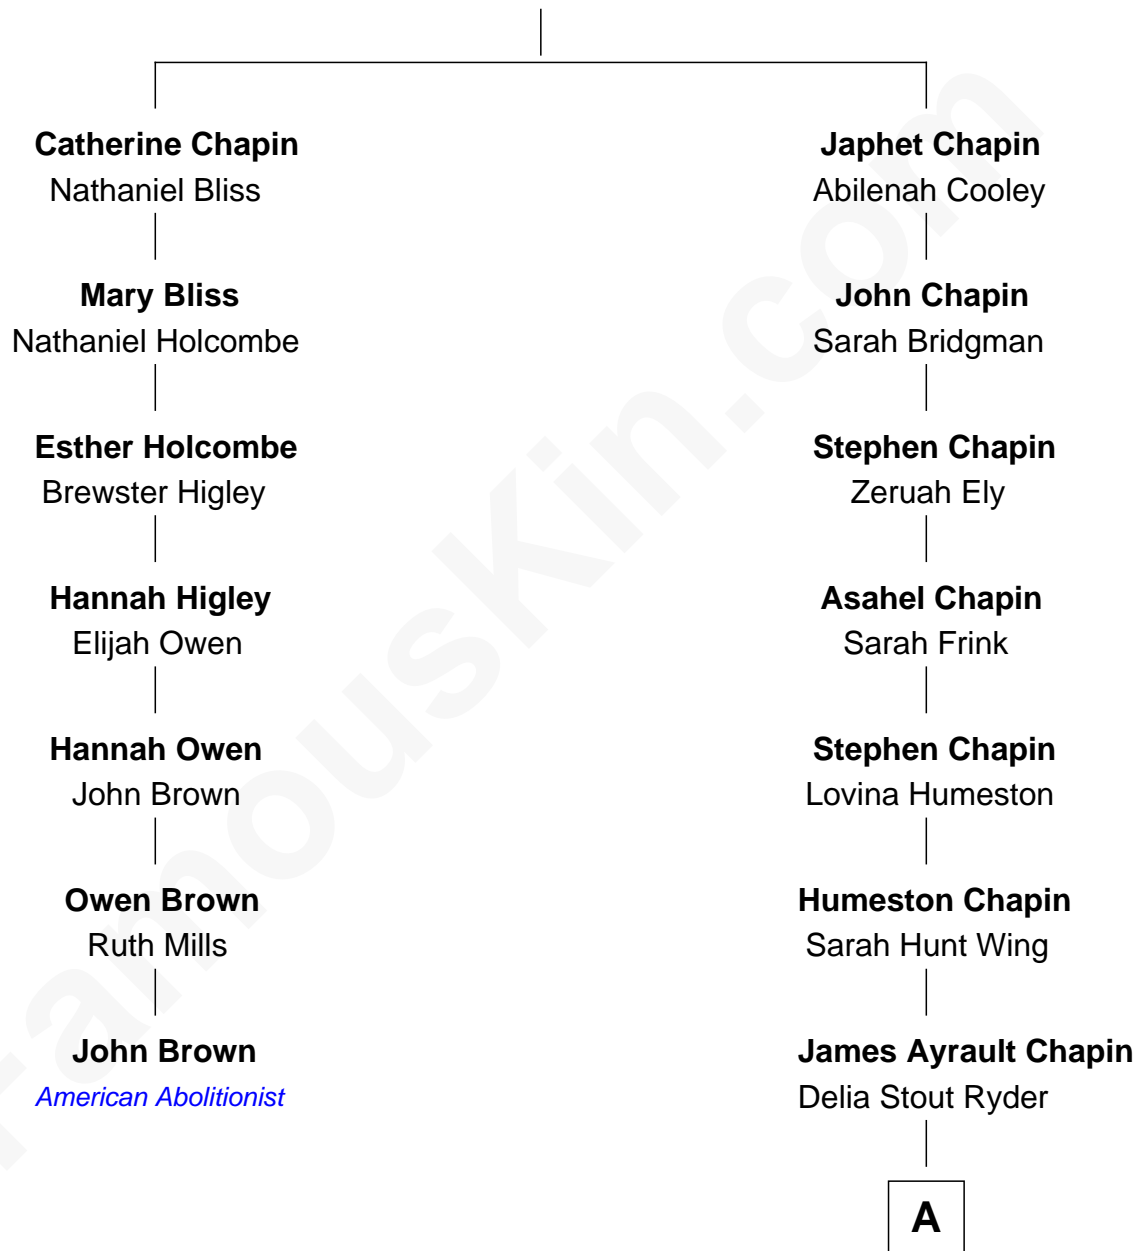 Catherine Chapin
Nathaniel Bliss
Mary Bliss
Nathaniel Holcombe
Esther Holcombe
Brewster Higley
Hannah Higley
Elijah Owen
Hannah Owen
John Brown
Owen Brown
Ruth Mills
John Brown
American Abolitionist
Japhet Chapin
Abilenah Cooley
John Chapin
Sarah Bridgman
Stephen Chapin
Zeruah Ely
Asahel Chapin
Sarah Frink
Stephen Chapin
Lovina Humeston
Humeston Chapin
Sarah Hunt Wing
James Ayrault Chapin
Delia Stout Ryder
A
FamousKin.com